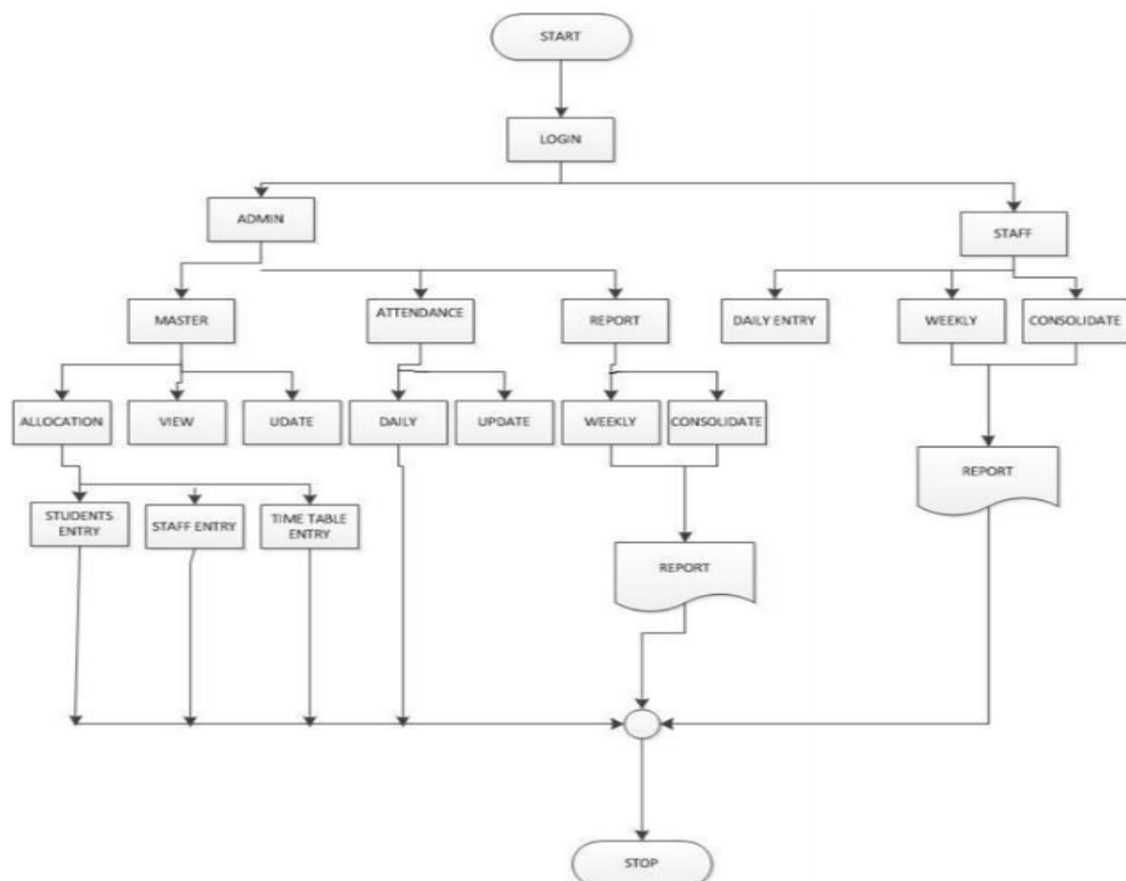 START
LOGIN
ADMIN
STAFF
MASTER
ATTENDANCE
REPORT
DAILY ENTRY
WEEKLY
CONSOLIDATE
ALLOCATION
VIEW
UDATE
DAILY
UPDATE
WEEKLY
CONSOLIDATE
REPORT
STUDENTS
ENTRY
STAFF ENTRY
TIME TABLE
ENTRY
REPORT
STOP